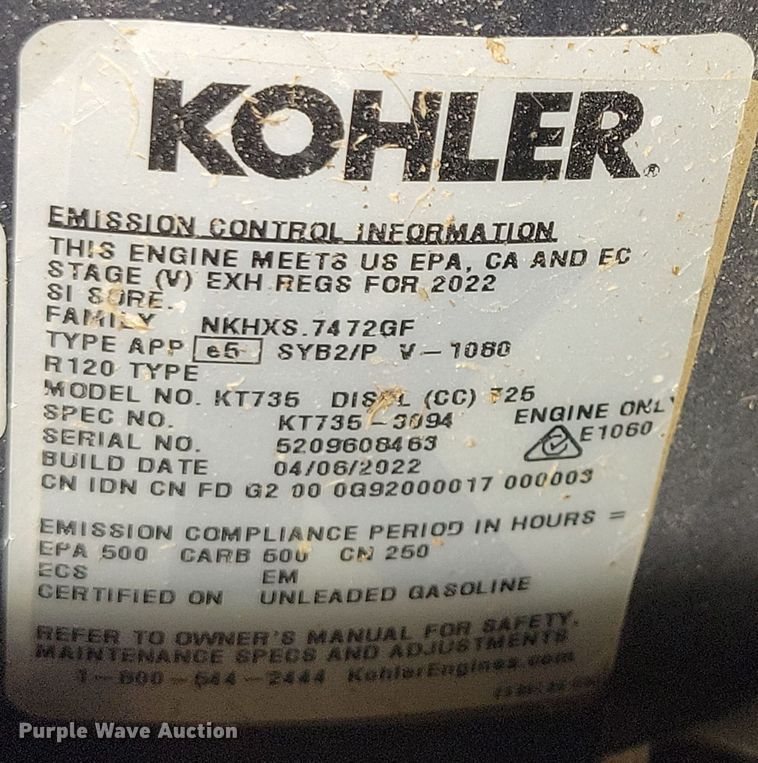 KOHLER®
EMISSION CONTROL INFORMATION
THIS ENGINE MEETS US EPA, CA AND EC
STAGE (V) EXH REGS FOR 2022
SI SORE
FAMILY NKHXS.7472GF
TYPE APP e5 SYB2/P V-1060
R120 TYPE
MODEL NO. KT735 DISPL (CC) 725
SPEC NO. KT735-3094 ENGINE ONLY
SERIAL NO. 5209608463 E1060
BUILD DATE 04/06/2022
CN IDN CN FD G2 00 0G92000017 000003
EMISSION COMPLIANCE PERIOD IN HOURS =
EPA 500 CARB 500 CN 250
ECS EM
CERTIFIED ON UNLEADED GASOLINE
REFER TO OWNER'S MANUAL FOR SAFETY,
MAINTENANCE SPECS AND ADJUSTMENTS
1-800-544-2444 KohlerEngines.com
Purple Wave Auction